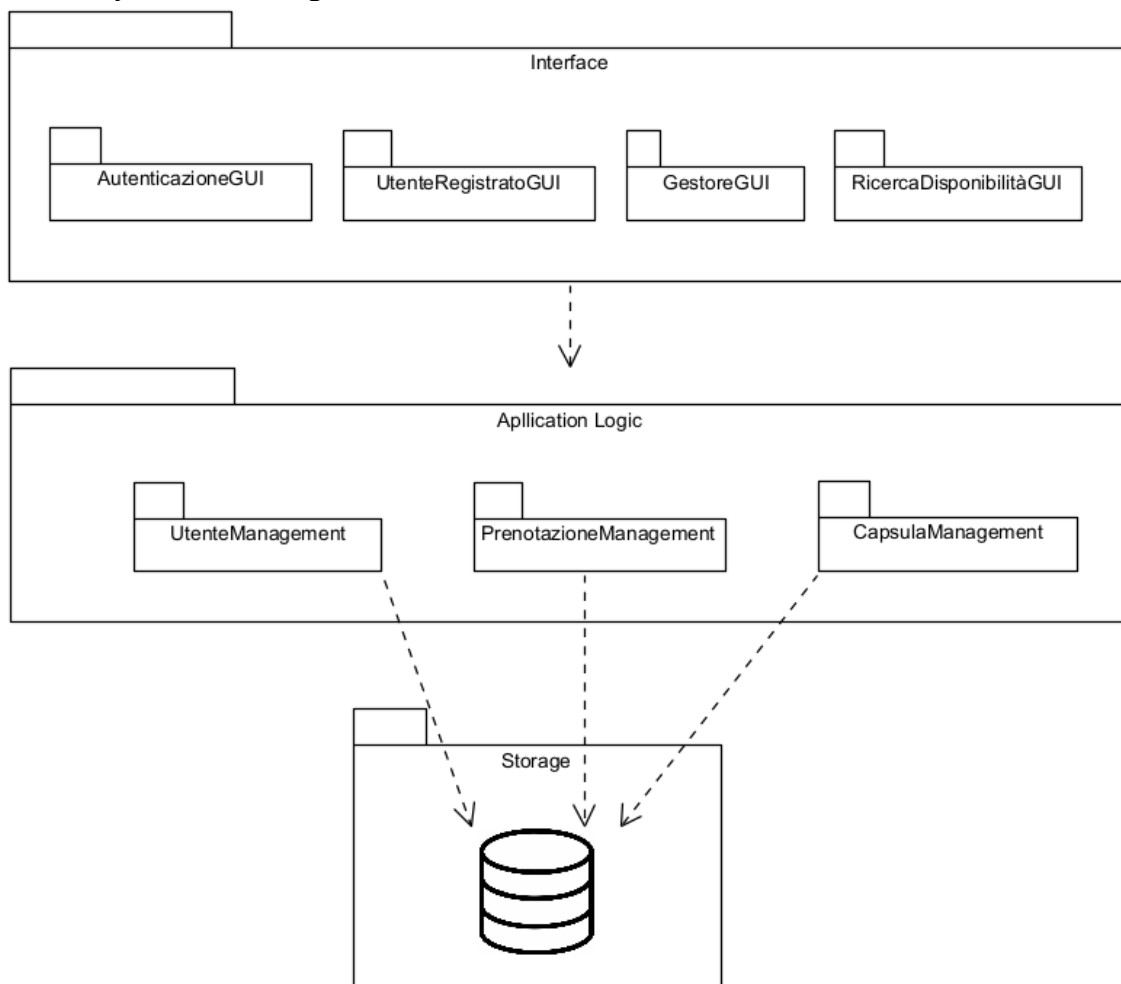 Interface
AutenticazioneGUI
UtenteRegistratoGUI
GestoreGUI
RicercaDisponibilitàGUI
Apllication Logic
UtenteManagement
PrenotazioneManagement
CapsulaManagement
Storage